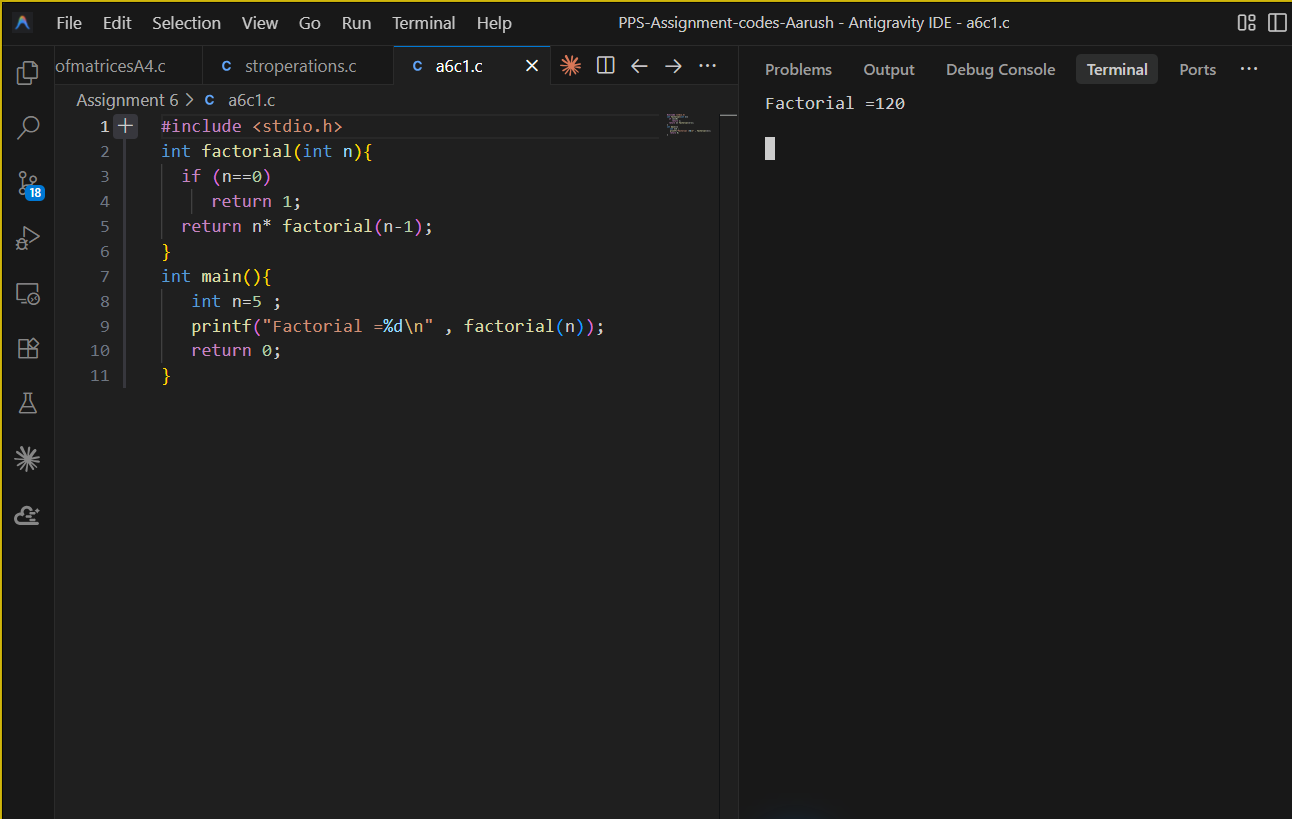 File Edit Selection View Go Run Terminal Help PPS-Assignment-codes-Aarush - Antigravity IDE - a6c1.c
ofmatricesA4.c C stroperations.c C a6c1.c
Assignment 6 > C a6c1.c
1 #include <stdio.h>
2 int factorial(int n){
3 if (n==0)
4 return 1;
5 return n* factorial(n-1);
6 }
7 int main(){
8 int n=5 ;
9 printf("Factorial =%d\n" , factorial(n));
10 return 0;
11 }
18
Problems Output Debug Console Terminal Ports ...
Factorial =120